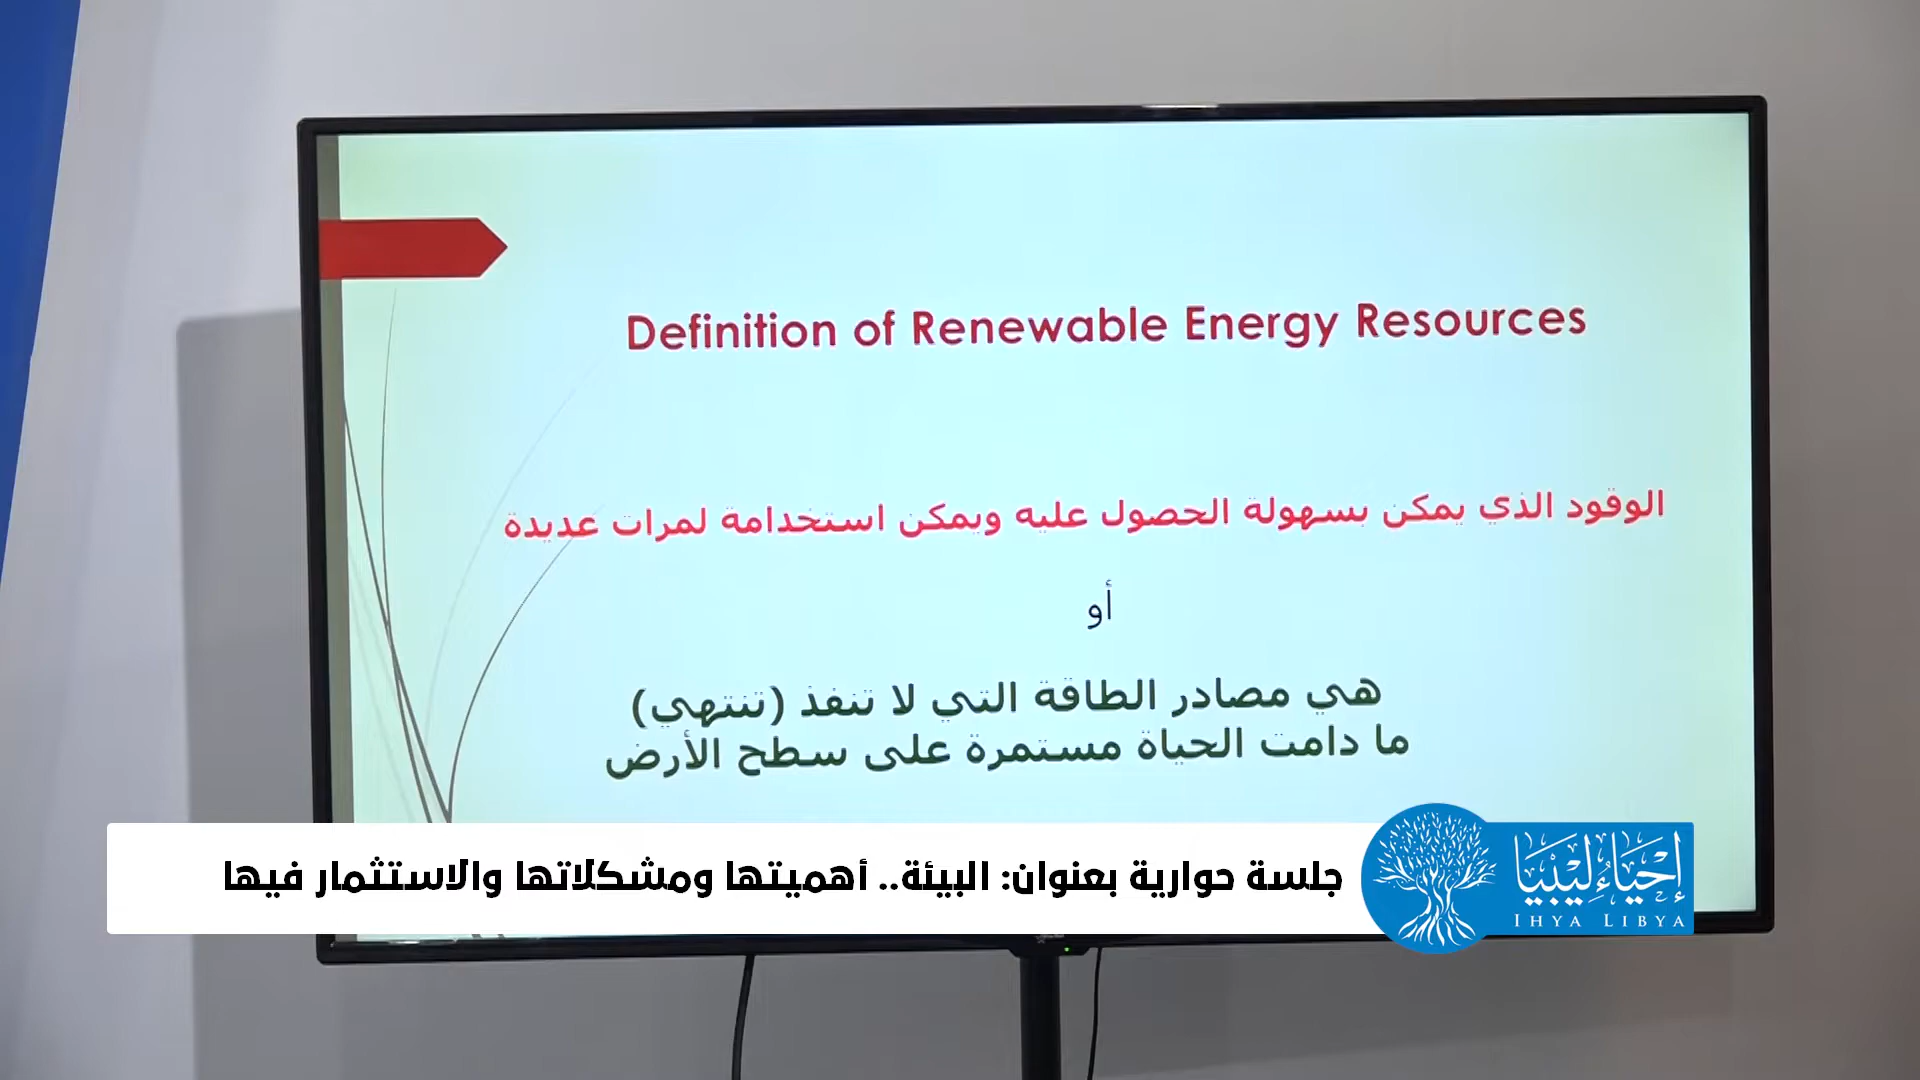 Definition of Renewable Energy Resources
الوقود الذي يمكن بسهولة الحصول عليه ويمكن استخدامة لمرات عديدة
أو
هي مصادر الطاقة التي لا تنفذ (تنتهي)
ما دامت الحياة مستمرة على سطح الأرض
جلسة حوارية بعنوان: البيئة.. أهميتها ومشكلاتها والاستثمار فيها
إحياء ليبيا
IHYA LIBYA